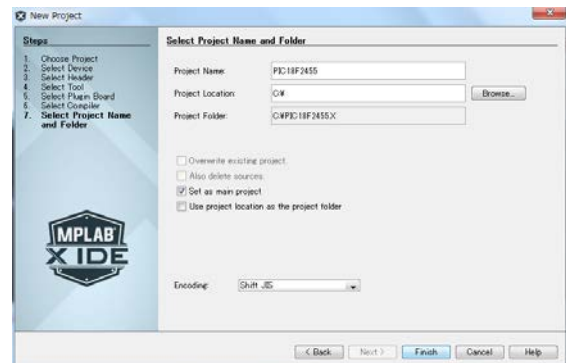 New Project
Steps
1. Choose Project
2. Select Device
3. Select Header
4. Select Tool
5. Select Plugin Board
6. Select Compiler
7. Select Project Name
and Folder
MPLAB
X IDE
Select Project Name and Folder
Project Name: PIC18F2455
Project Location: C:¥ Browse...
Project Folder: C:¥PIC18F2455.X
Overwrite existing project.
Also delete sources.
Set as main project
Use project location as the project folder
Encoding: Shift_JIS
< Back Next > Finish Cancel Help